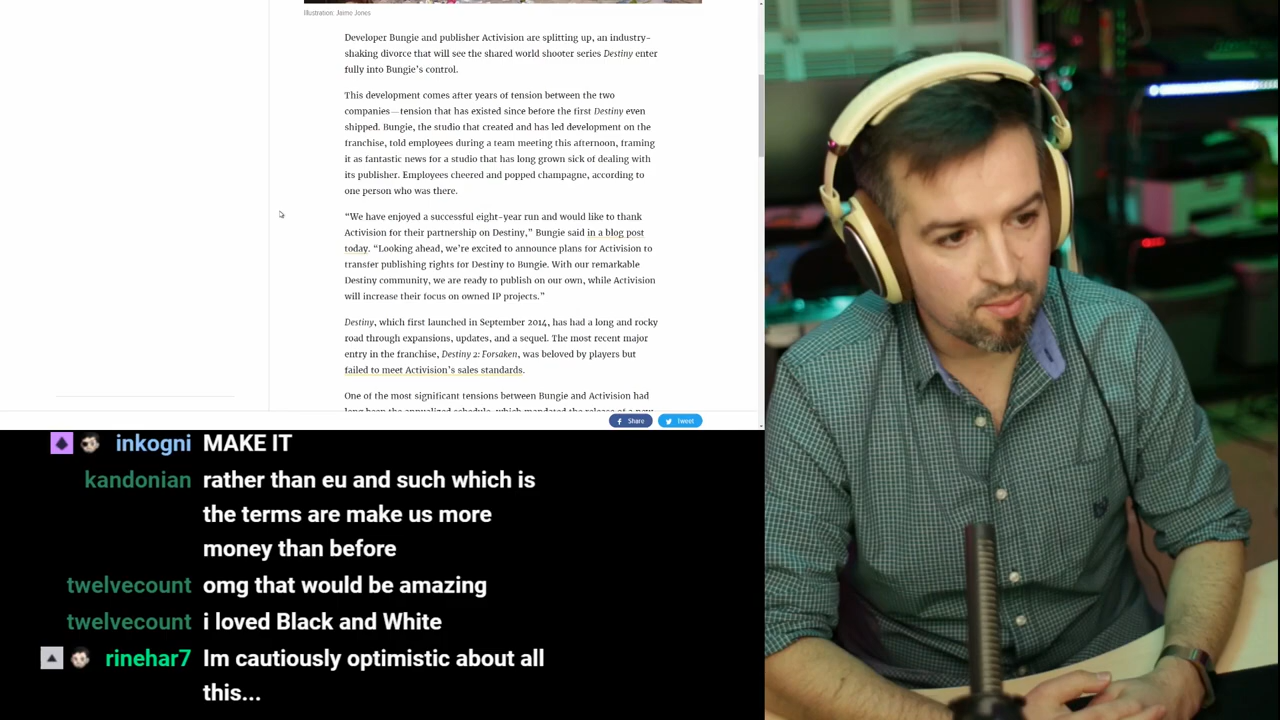 Illustration: Jaime Jones
Developer Bungie and publisher Activision are splitting up, an industry-
shaking divorce that will see the shared world shooter series Destiny enter
fully into Bungie's control.
This development comes after years of tension between the two
companies—tension that has existed since before the first Destiny even
shipped. Bungie, the studio that created and has led development on the
franchise, told employees during a team meeting this afternoon, framing
it as fantastic news for a studio that has long grown sick of dealing with
its publisher. Employees cheered and popped champagne, according to
one person who was there.
“We have enjoyed a successful eight-year run and would like to thank
Activision for their partnership on Destiny,” Bungie said in a blog post
today. “Looking ahead, we're excited to announce plans for Activision to
transfer publishing rights for Destiny to Bungie. With our remarkable
Destiny community, we are ready to publish on our own, while Activision
will increase their focus on owned IP projects.”
Destiny, which first launched in September 2014, has had a long and rocky
road through expansions, updates, and a sequel. The most recent major
entry in the franchise, Destiny 2: Forsaken, was beloved by players but
failed to meet Activision's sales standards.
One of the most significant tensions between Bungie and Activision had
long been the annualized schedule, which mandated the release of a new
Share Tweet
inkogni MAKE IT
kandonian rather than eu and such which is
the terms are make us more
money than before
twelvecount omg that would be amazing
twelvecount i loved Black and White
rinehar7 Im cautiously optimistic about all
this...